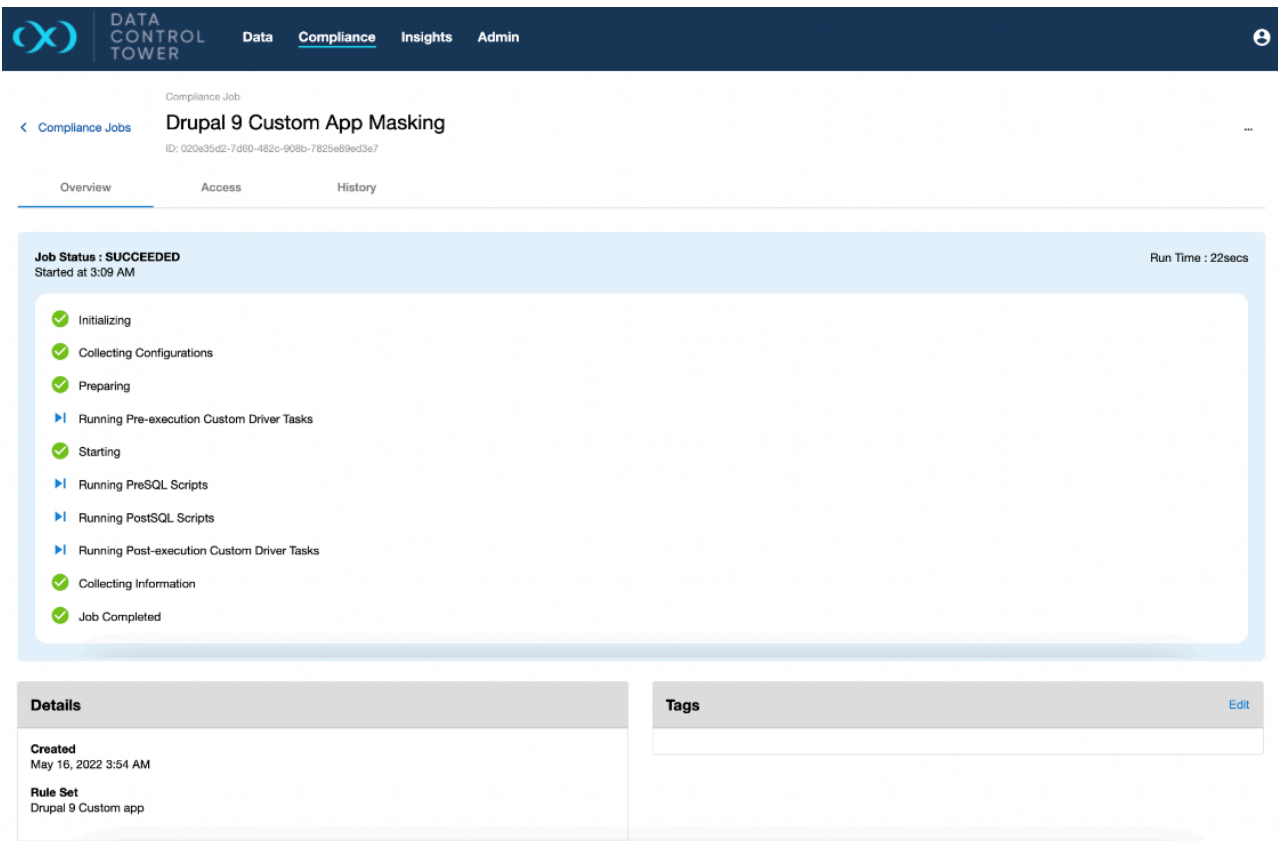 DATA
CONTROL
TOWER
Data Compliance Insights Admin
Compliance Job
Compliance Jobs
Drupal 9 Custom App Masking
...
ID: 020e35d2-7d60-482c-908b-7825e89ed3e7
Overview Access History
Job Status : SUCCEEDED
Run Time : 22secs
Started at 3:09 AM
Initializing
Collecting Configurations
Preparing
Running Pre-execution Custom Driver Tasks
Starting
Running PreSQL Scripts
Running PostSQL Scripts
Running Post-execution Custom Driver Tasks
Collecting Information
Job Completed
Details
Tags Edit
Created
May 16, 2022 3:54 AM
Rule Set
Drupal 9 Custom app